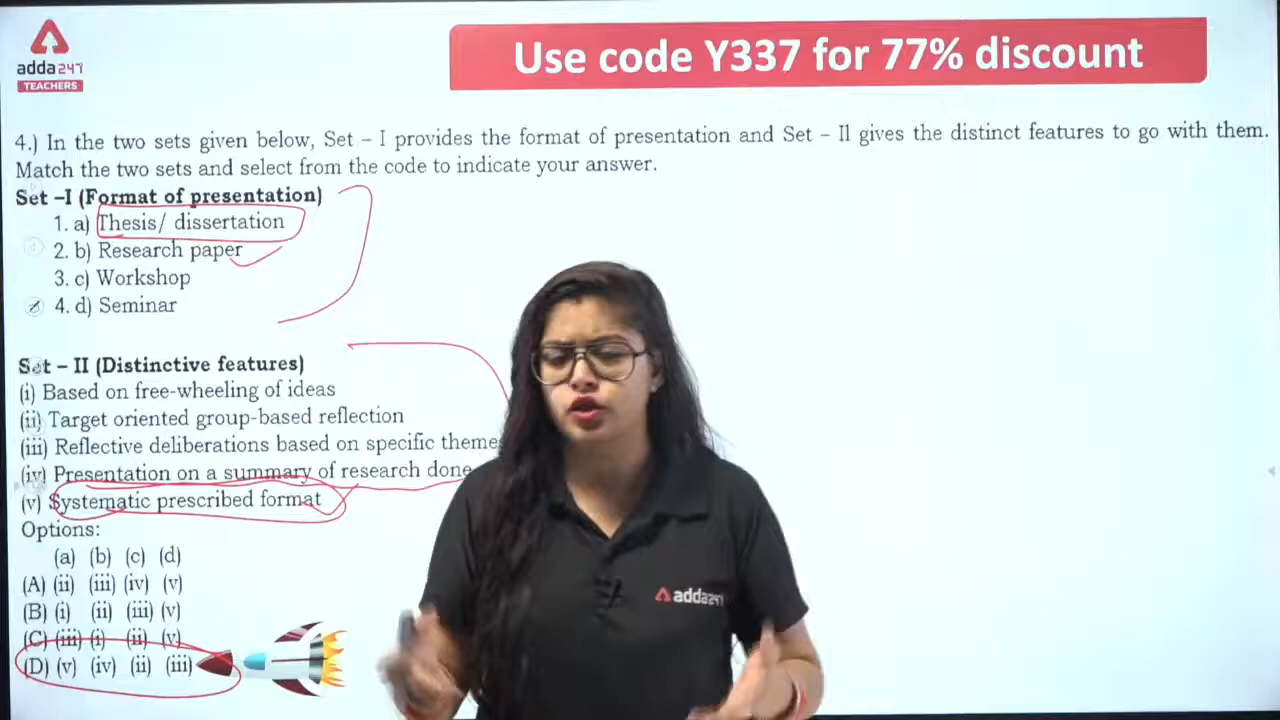 adda247
TEACHERS
Use code Y337 for 77% discount
4.) In the two sets given below, Set – I provides the format of presentation and Set – II gives the distinct features to go with them.
Match the two sets and select from the code to indicate your answer.
Set –I (Format of presentation)
1. a) Thesis/ dissertation
2. b) Research paper
3. c) Workshop
4. d) Seminar
Set – II (Distinctive features)
(i) Based on free-wheeling of ideas
(ii) Target oriented group-based reflection
(iii) Reflective deliberations based on specific themes
(iv) Presentation on a summary of research done
(v) Systematic prescribed format
Options:
(a) (b) (c) (d)
(A) (ii) (iii) (iv) (v)
(B) (i) (ii) (iii) (v)
(C) (iii) (i) (ii) (v)
(D) (v) (iv) (ii) (iii)
adda247